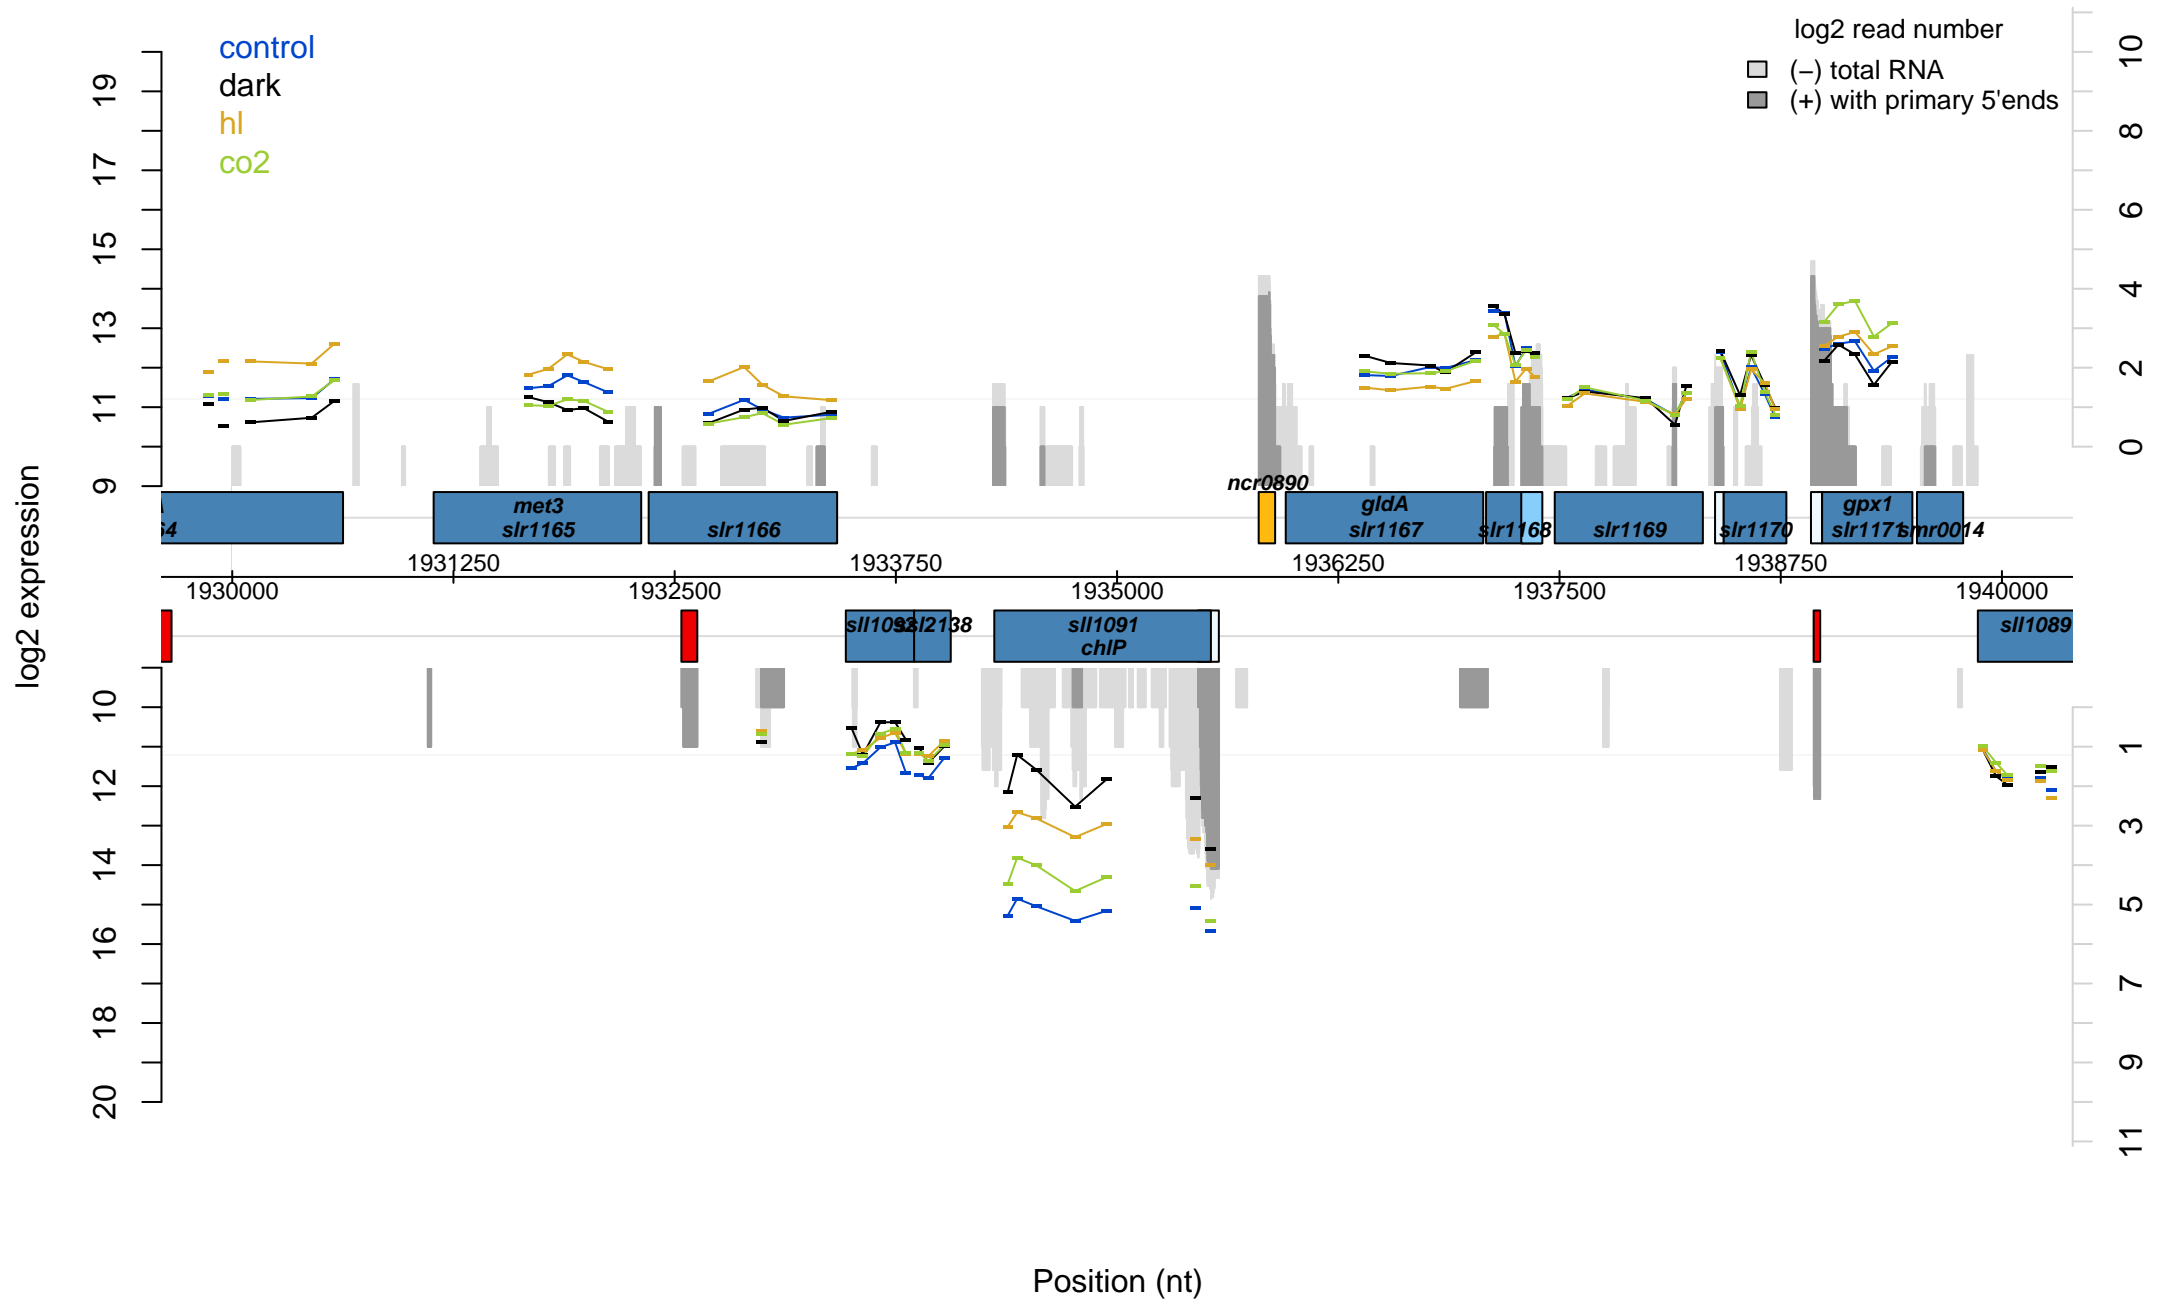 control
dark
hl
co2
log2 read number
(−) total RNA
(+) with primary 5'ends
19
17
15
13
11
9
10
8
6
4
2
0
log2 expression
ncr0890
met3
slr1165
slr1166
gldA
slr1167
slr1168
slr1169
slr1170
gpx1
slr1171
smr0014
64
1931250
1933750
1936250
1938750
1930000
1932500
1935000
1937500
1940000
sll1092
ssl2138
sll1091
chlP
sll1089
10
12
14
16
18
20
1
3
5
7
9
11
Position (nt)